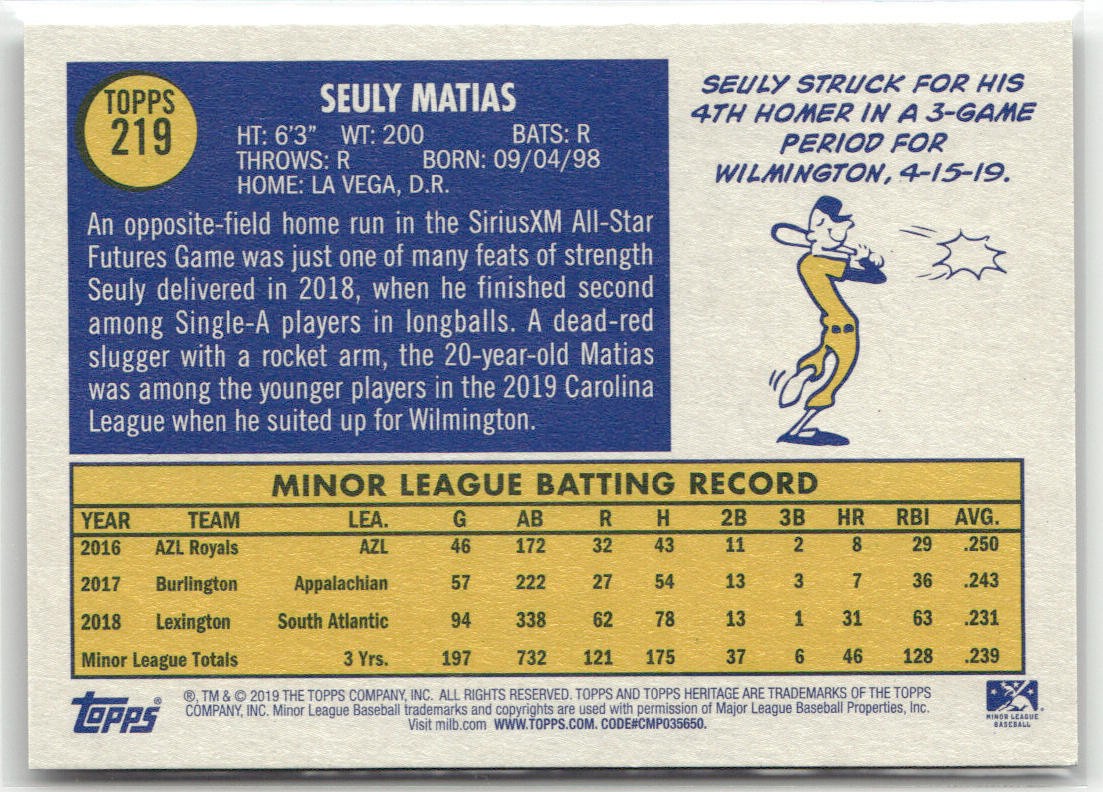 TOPPS
219
SEULY MATIAS
HT: 6'3" WT: 200 BATS: R
THROWS: R BORN: 09/04/98
HOME: LA VEGA, D.R.
An opposite-field home run in the SiriusXM All-Star
Futures Game was just one of many feats of strength
Seuly delivered in 2018, when he finished second
among Single-A players in longballs. A dead-red
slugger with a rocket arm, the 20-year-old Matias
was among the younger players in the 2019 Carolina
League when he suited up for Wilmington.
SEULY STRUCK FOR HIS
4TH HOMER IN A 3-GAME
PERIOD FOR
WILMINGTON, 4-15-19.
MINOR LEAGUE BATTING RECORD
YEAR TEAM LEA. G AB R H 2B 3B HR RBI AVG.
2016 AZL Royals AZL 46 172 32 43 11 2 8 29 .250
2017 Burlington Appalachian 57 222 27 54 13 3 7 36 .243
2018 Lexington South Atlantic 94 338 62 78 13 1 31 63 .231
Minor League Totals 3 Yrs. 197 732 121 175 37 6 46 128 .239
topps®
®, TM & © 2019 THE TOPPS COMPANY, INC. ALL RIGHTS RESERVED. TOPPS AND TOPPS HERITAGE ARE TRADEMARKS OF THE TOPPS
COMPANY, INC. Minor League Baseball trademarks and copyrights are used with permission of Major League Baseball Properties, Inc.
Visit milb.com WWW.TOPPS.COM. CODE#CMP035650.
MINOR LEAGUE
BASEBALL